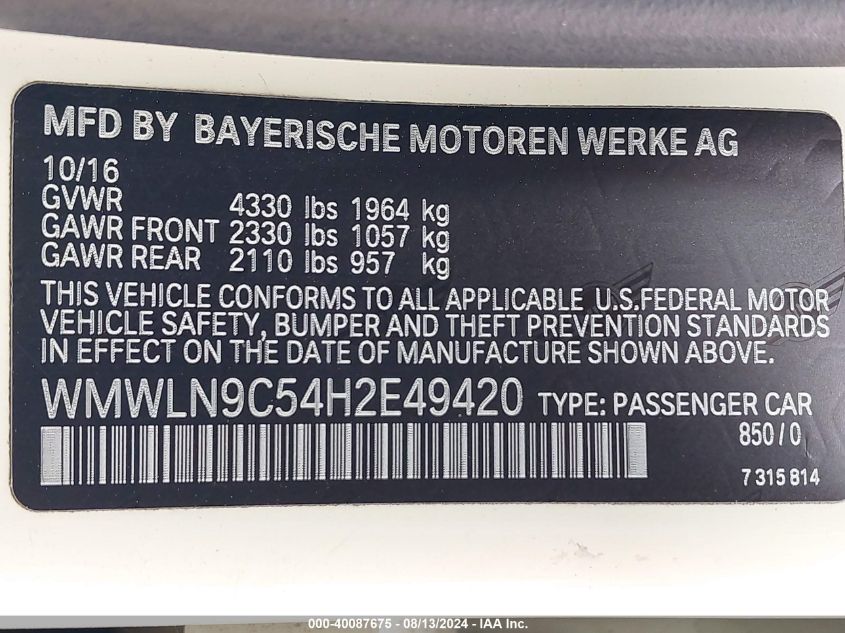 MFD BY BAYERISCHE MOTOREN WERKE AG
10/16
GVWR 4330 lbs 1964 kg
GAWR FRONT 2330 lbs 1057 kg
GAWR REAR 2110 lbs 957 kg
THIS VEHICLE CONFORMS TO ALL APPLICABLE U.S.FEDERAL MOTOR
VEHICLE SAFETY, BUMPER AND THEFT PREVENTION STANDARDS
IN EFFECT ON THE DATE OF MANUFACTURE SHOWN ABOVE.
WMWLN9C54H2E49420 TYPE: PASSENGER CAR
850/0
7 315 814
000-40087675 - 08/13/2024 - IAA Inc.